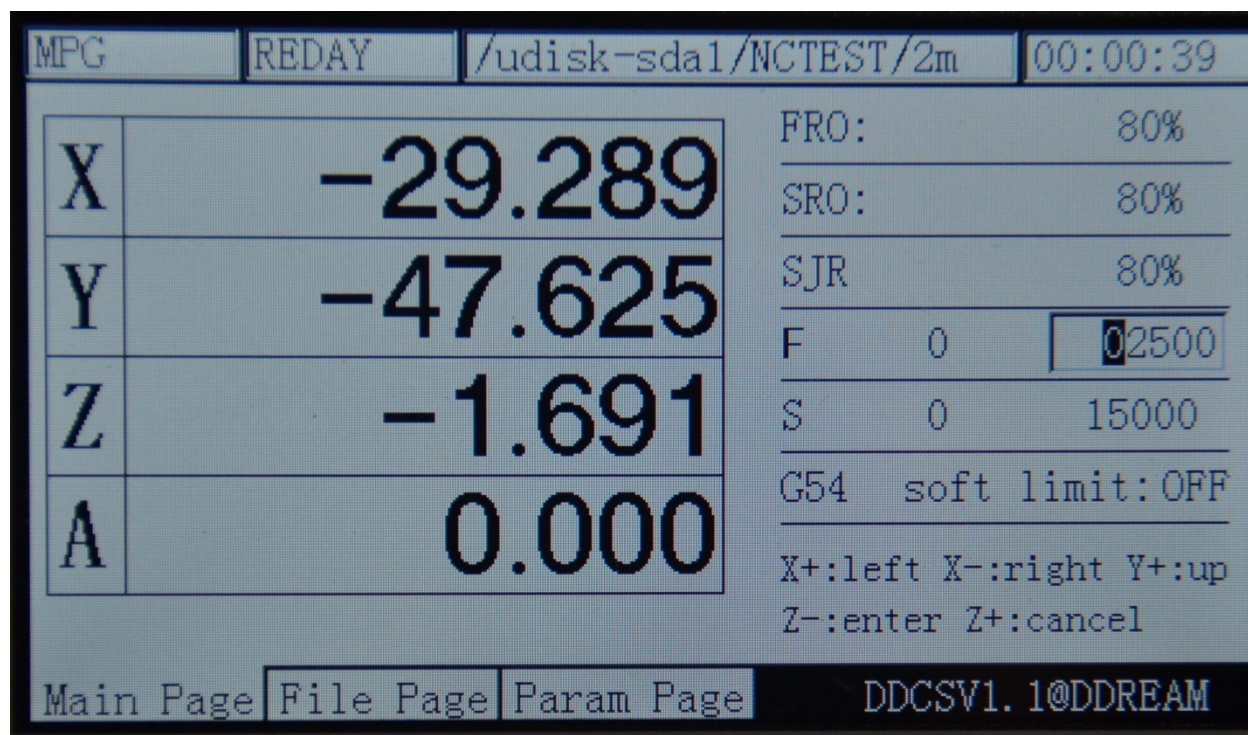 MPG REDAY /udisk-sda1/NCTEST/2m 00:00:39
X -29.289
Y -47.625
Z -1.691
A 0.000
FRO: 80%
SRO: 80%
SJR 80%
F 0 02500
S 0 15000
G54 soft limit:OFF
X+:left X-:right Y+:up
Z-:enter Z+:cancel
Main Page File Page Param Page DDCSV1.1@DDREAM